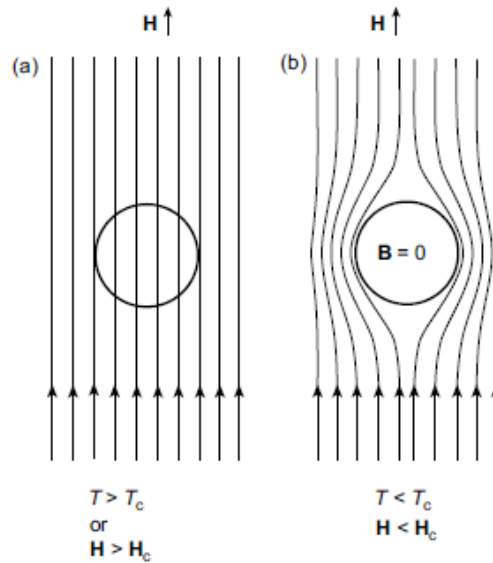 H
(a)
T > Tc
or
H > Hc
H
(b)
B = 0
T < Tc
H < Hc